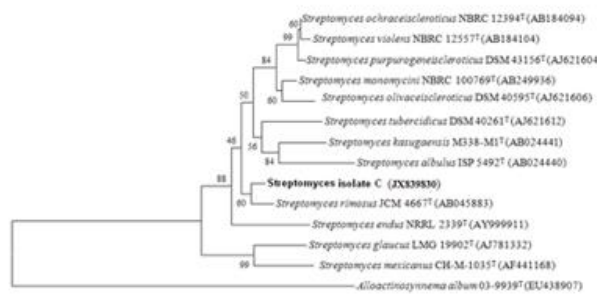 60
Streptomyces ochraceiscleroticus NBRC 12394ᵀ (AB184094)
99
Streptomyces violens NBRC 12557ᵀ (AB184104)
84
Streptomyces purpurogeneiscleroticus DSM 43156ᵀ (AJ621604
Streptomyces monomycini NBRC 100769ᵀ (AB249936)
50
60
Streptomyces olivaceiscleroticus DSM 40595ᵀ (AJ621606)
Streptomyces tubercidicus DSM 40261ᵀ (AJ621612)
46
56
Streptomyces kasugaensis M338-M1ᵀ (AB024441)
84
Streptomyces albulus ISP 5492ᵀ (AB024440)
88
Streptomyces isolate C (JX839830)
60
Streptomyces rimosus JCM 4667ᵀ (AB045883)
Streptomyces endus NRRL 2339ᵀ (AY999911)
Streptomyces glaucus LMG 19902ᵀ (AJ781332)
99
Streptomyces mexicanus CH-M-1035ᵀ (AF441168)
Alloactinosynnema album 03-9939ᵀ (EU438907)